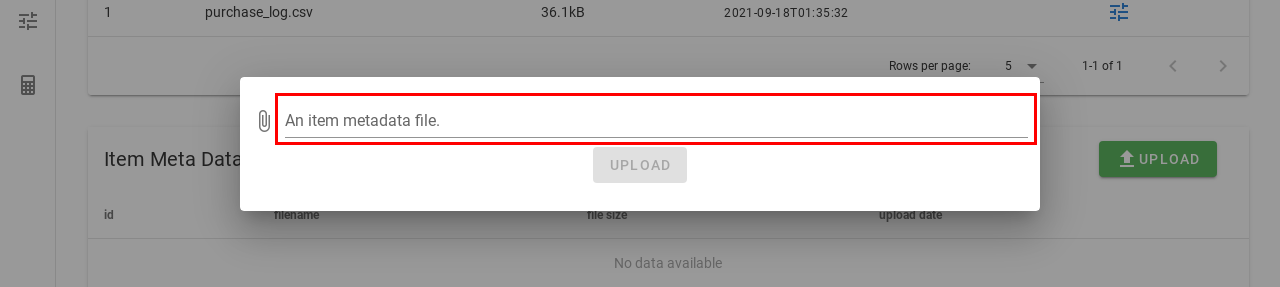 1 purchase_log.csv 36.1kB 2021-09-18T01:35:32
Rows per page: 5 1-1 of 1
An item metadata file.
UPLOAD
Item Meta Data
UPLOAD
id filename file size upload date
No data available